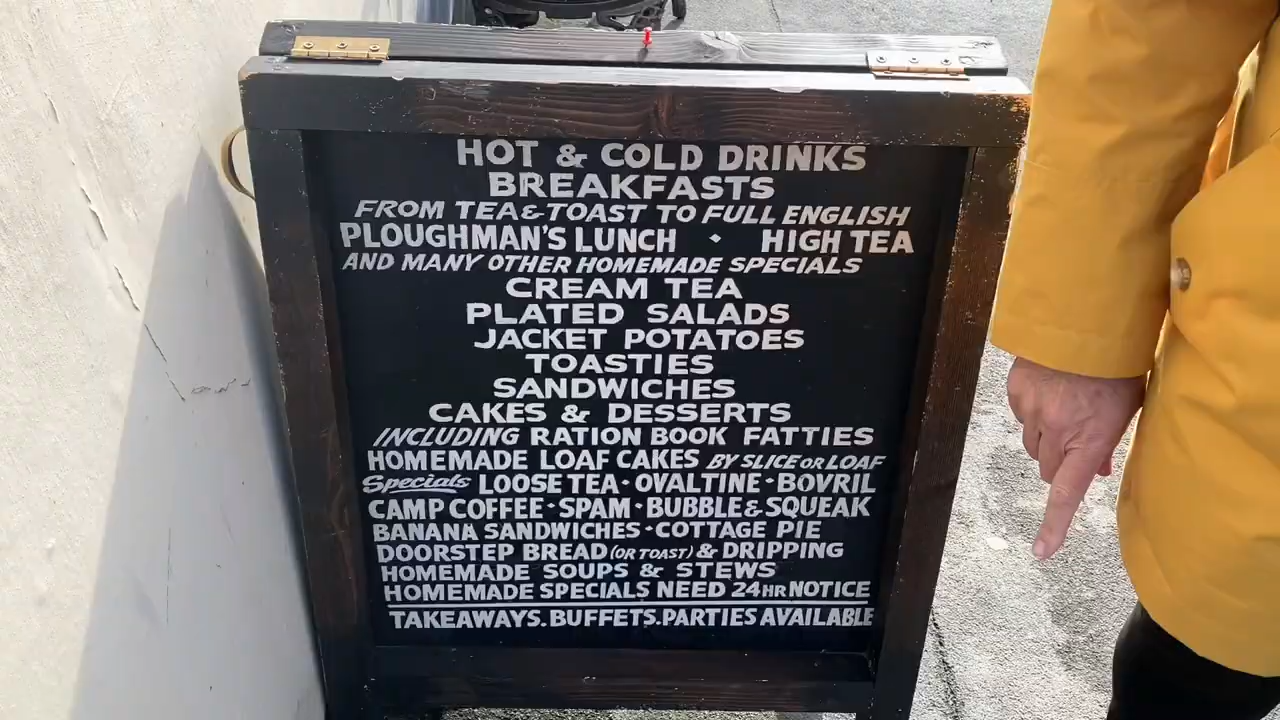 HOT & COLD DRINKS
BREAKFASTS
FROM TEA & TOAST TO FULL ENGLISH
PLOUGHMAN'S LUNCH • HIGH TEA
AND MANY OTHER HOMEMADE SPECIALS
CREAM TEA
PLATED SALADS
JACKET POTATOES
TOASTIES
SANDWICHES
CAKES & DESSERTS
INCLUDING RATION BOOK FATTIES
HOMEMADE LOAF CAKES BY SLICE OR LOAF
Specials LOOSE TEA • OVALTINE • BOVRIL
CAMP COFFEE • SPAM • BUBBLE & SQUEAK
BANANA SANDWICHES • COTTAGE PIE
DOORSTEP BREAD (OR TOAST) & DRIPPING
HOMEMADE SOUPS & STEWS
HOMEMADE SPECIALS NEED 24HR NOTICE
TAKEAWAYS. BUFFETS. PARTIES AVAILABLE